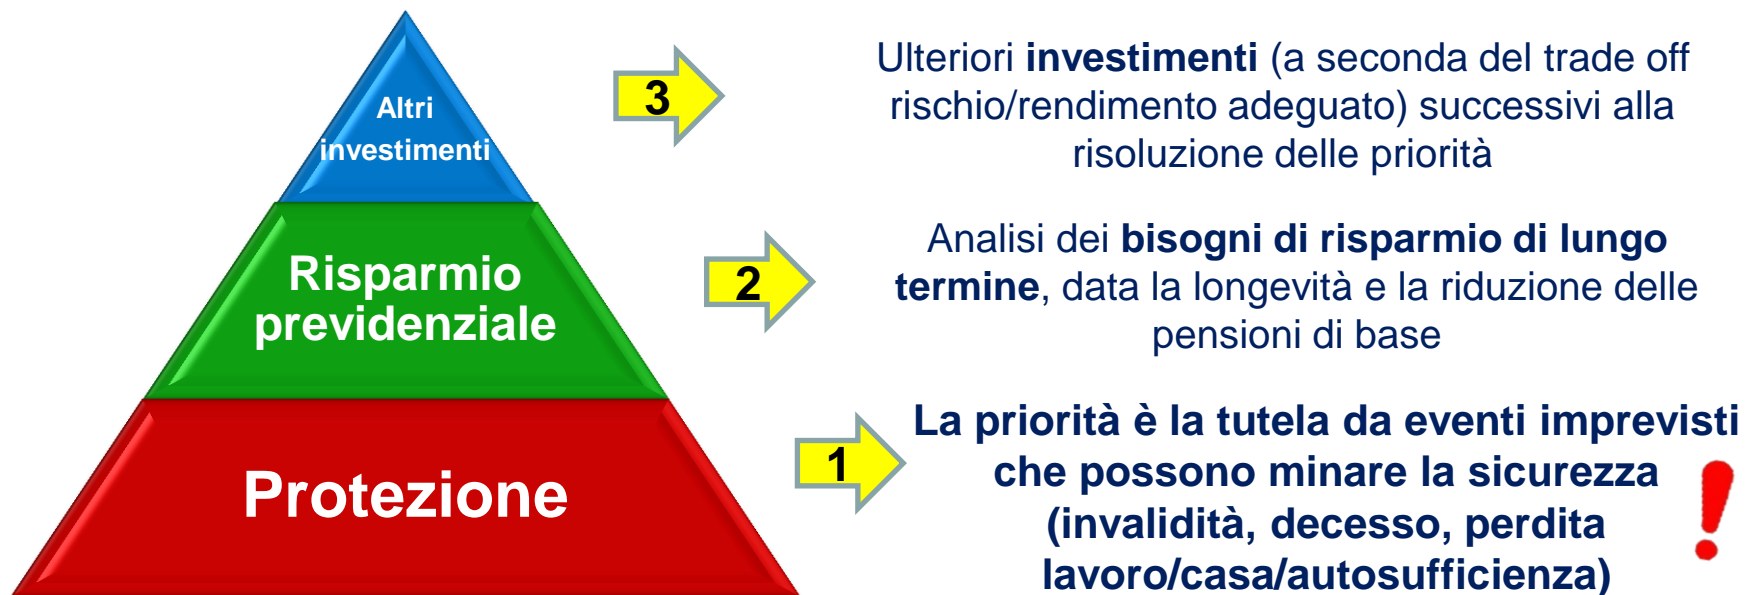 Altri
investimenti
3
Ulteriori investimenti (a seconda del trade off
rischio/rendimento adeguato) successivi alla
risoluzione delle priorità
Risparmio
previdenziale
2
Analisi dei bisogni di risparmio di lungo
termine, data la longevità e la riduzione delle
pensioni di base
Protezione
1
La priorità è la tutela da eventi imprevisti
che possono minare la sicurezza
(invalidità, decesso, perdita
lavoro/casa/autosufficienza)
!